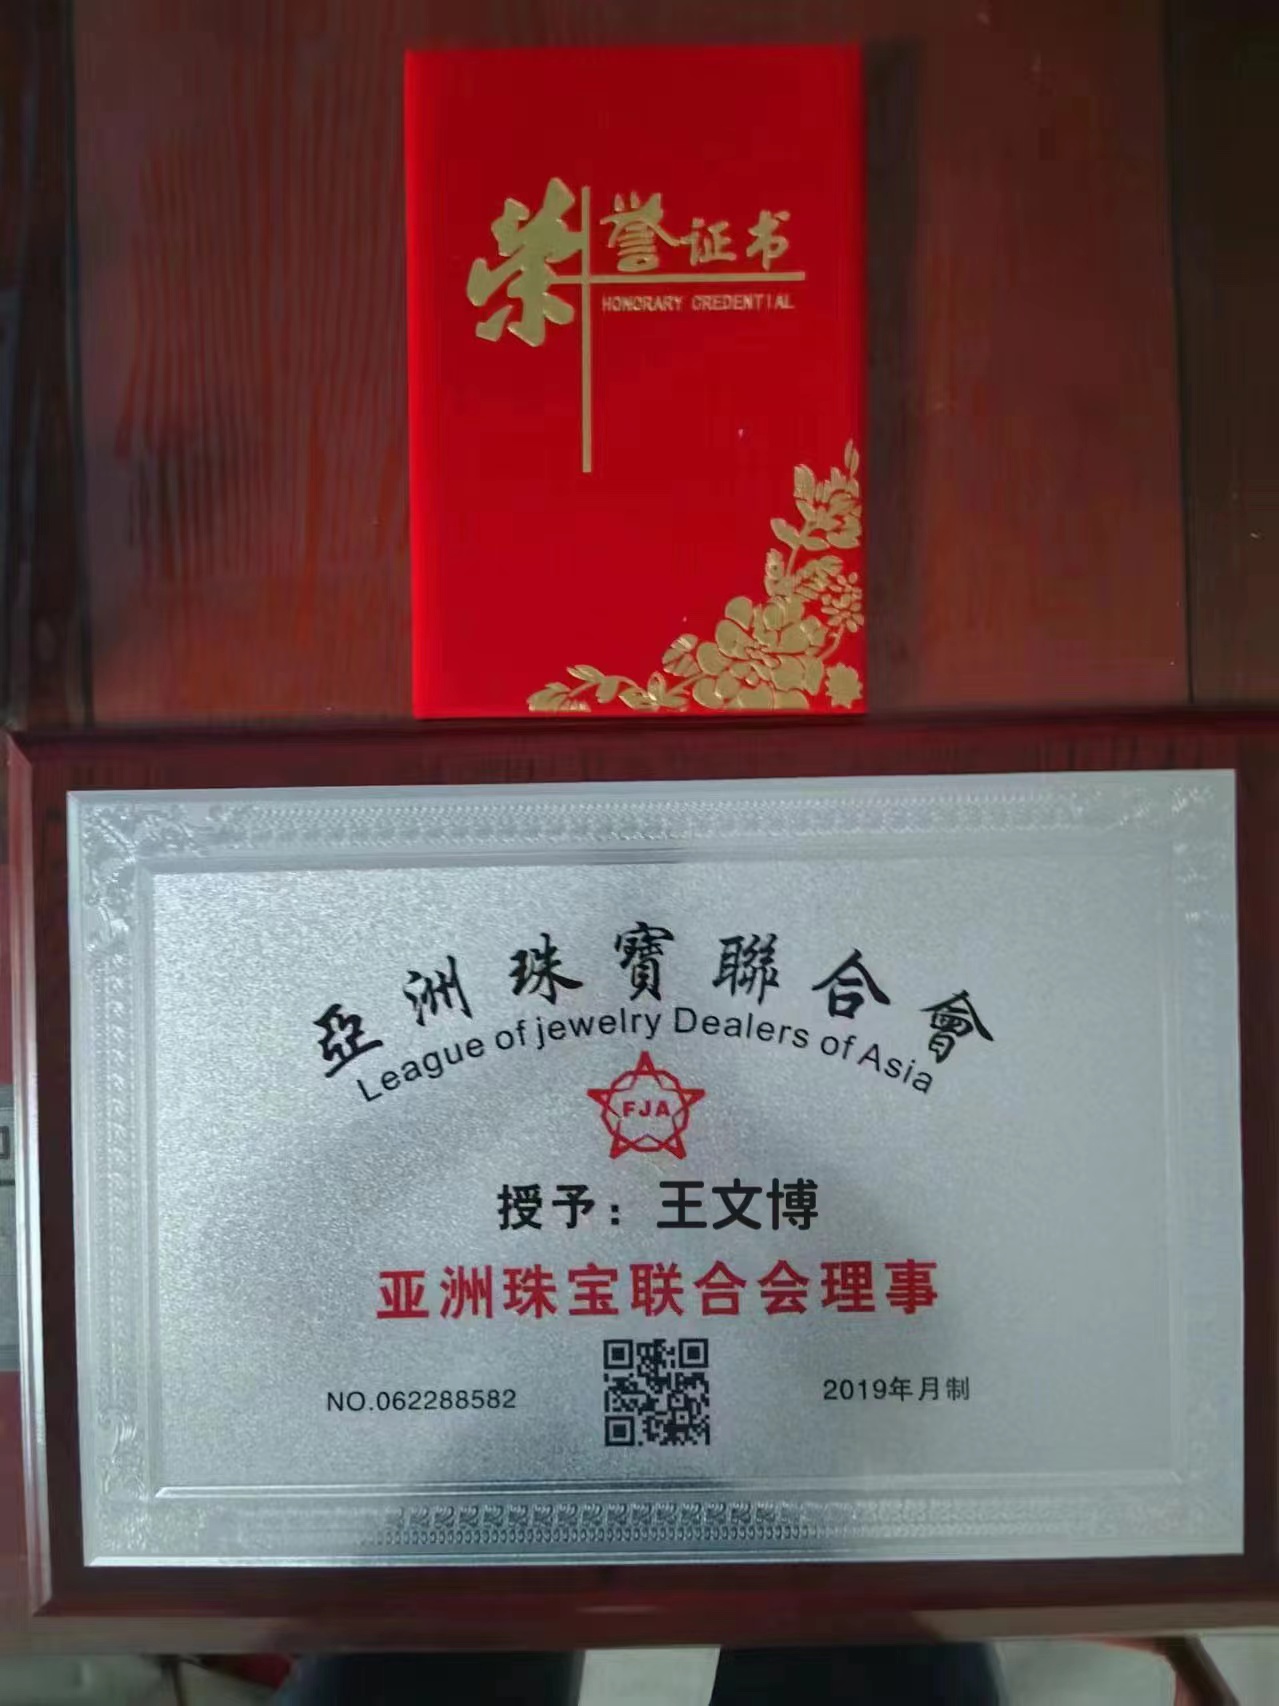 荣誉证书
HONORARY CREDENTIAL
亞洲珠寶聯合會
League of jewelry Dealers of Asia
FJA
授予：王文博
亚洲珠宝联合会理事
NO.062288582
2019年月制